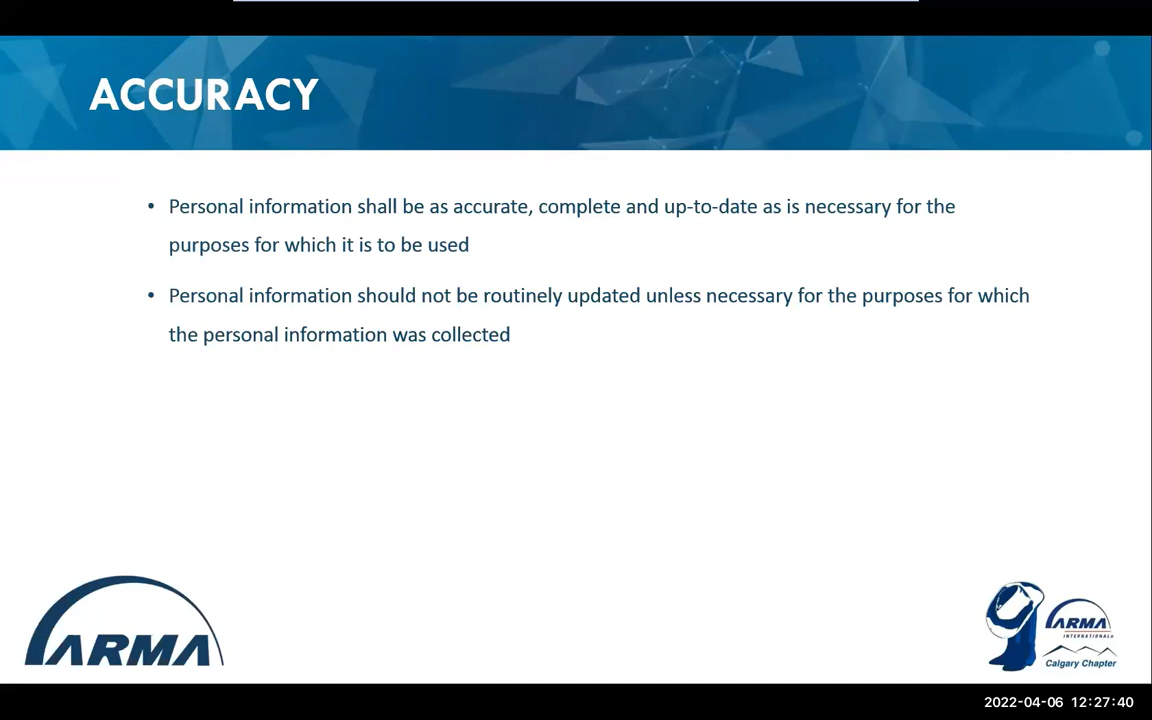 ACCURACY
• Personal information shall be as accurate, complete and up-to-date as is necessary for the
purposes for which it is to be used
• Personal information should not be routinely updated unless necessary for the purposes for which
the personal information was collected
ARMA
ARMA
INTERNATIONAL
Calgary Chapter
2022-04-06 12:27:40